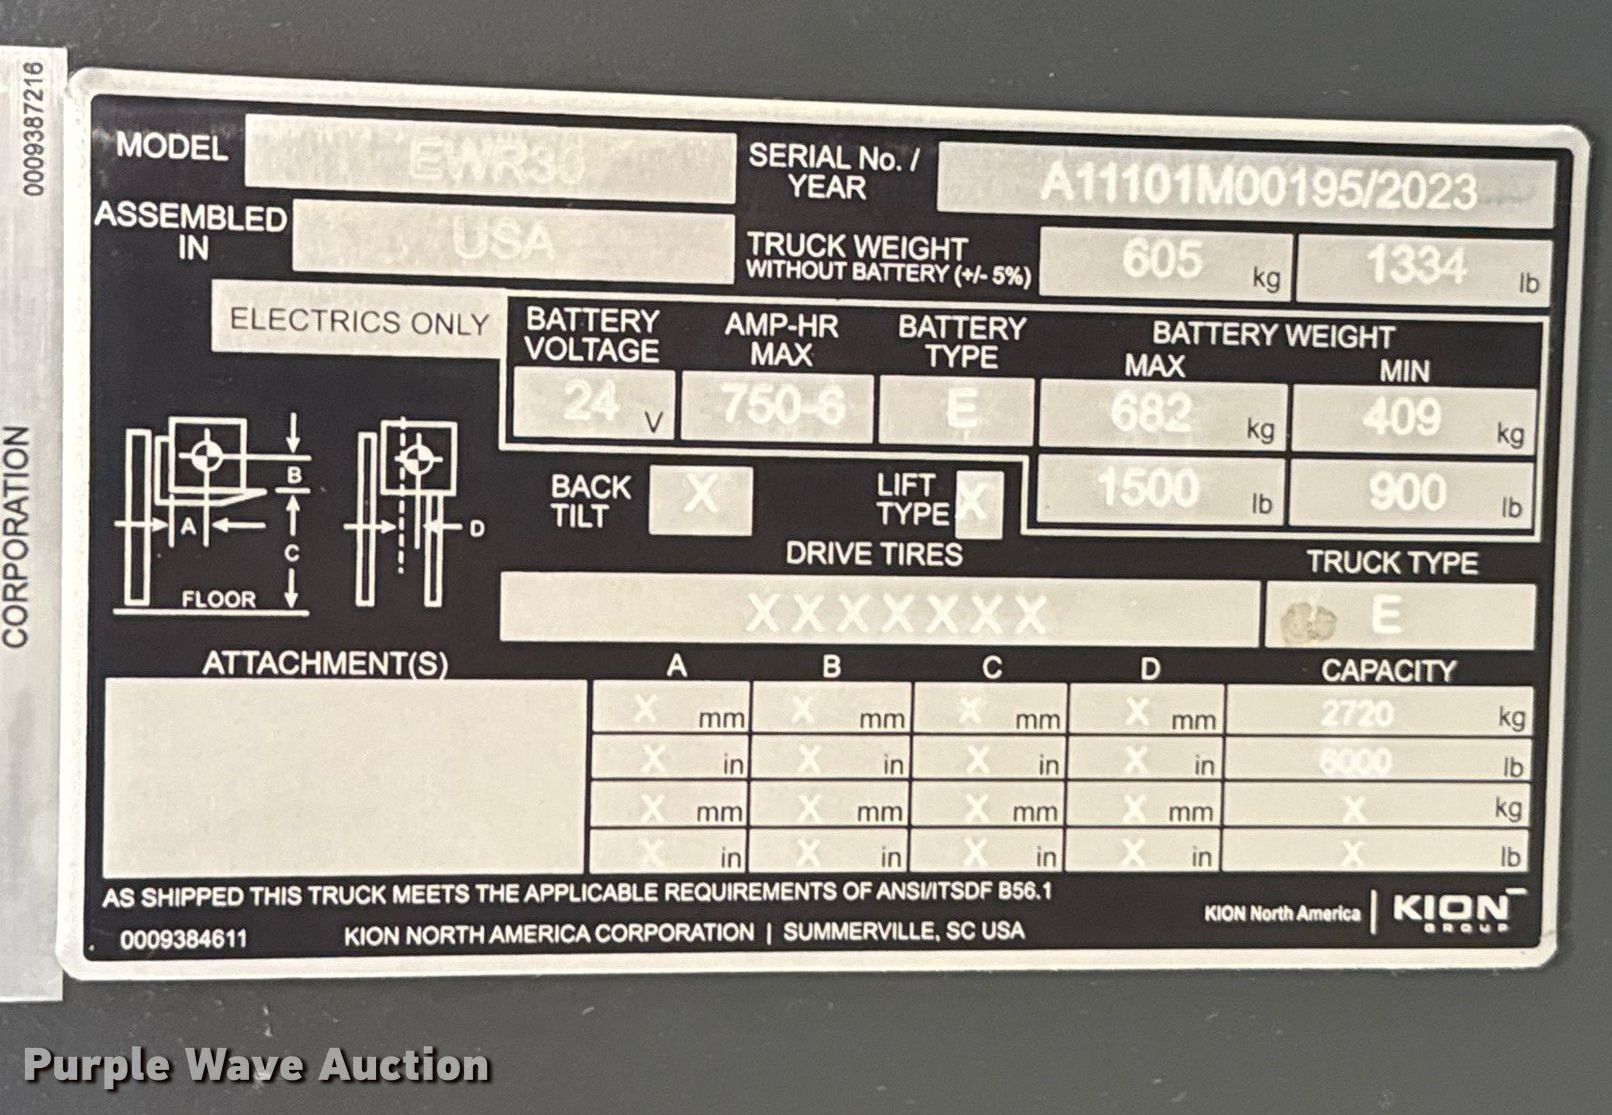 0009387216
CORPORATION
MODEL EWR30
SERIAL No. / YEAR A11101M00195/2023
ASSEMBLED IN USA
TRUCK WEIGHT WITHOUT BATTERY (+/- 5%) 605 kg 1334 lb
ELECTRICS ONLY
BATTERY VOLTAGE AMP-HR MAX BATTERY TYPE BATTERY WEIGHT
MAX MIN
24 V 750-6 E 682 kg 409 kg
1500 lb 900 lb
BACK TILT X LIFT TYPE X
A B C D FLOOR
DRIVE TIRES TRUCK TYPE
XXXXXXX E
ATTACHMENT(S) A B C D CAPACITY
X mm X mm X mm X mm 2720 kg
X in X in X in X in 6000 lb
X mm X mm X mm X mm X kg
X in X in X in X in X lb
AS SHIPPED THIS TRUCK MEETS THE APPLICABLE REQUIREMENTS OF ANSI/ITSDF B56.1
0009384611 KION NORTH AMERICA CORPORATION | SUMMERVILLE, SC USA
KION North America | KION GROUP
Purple Wave Auction